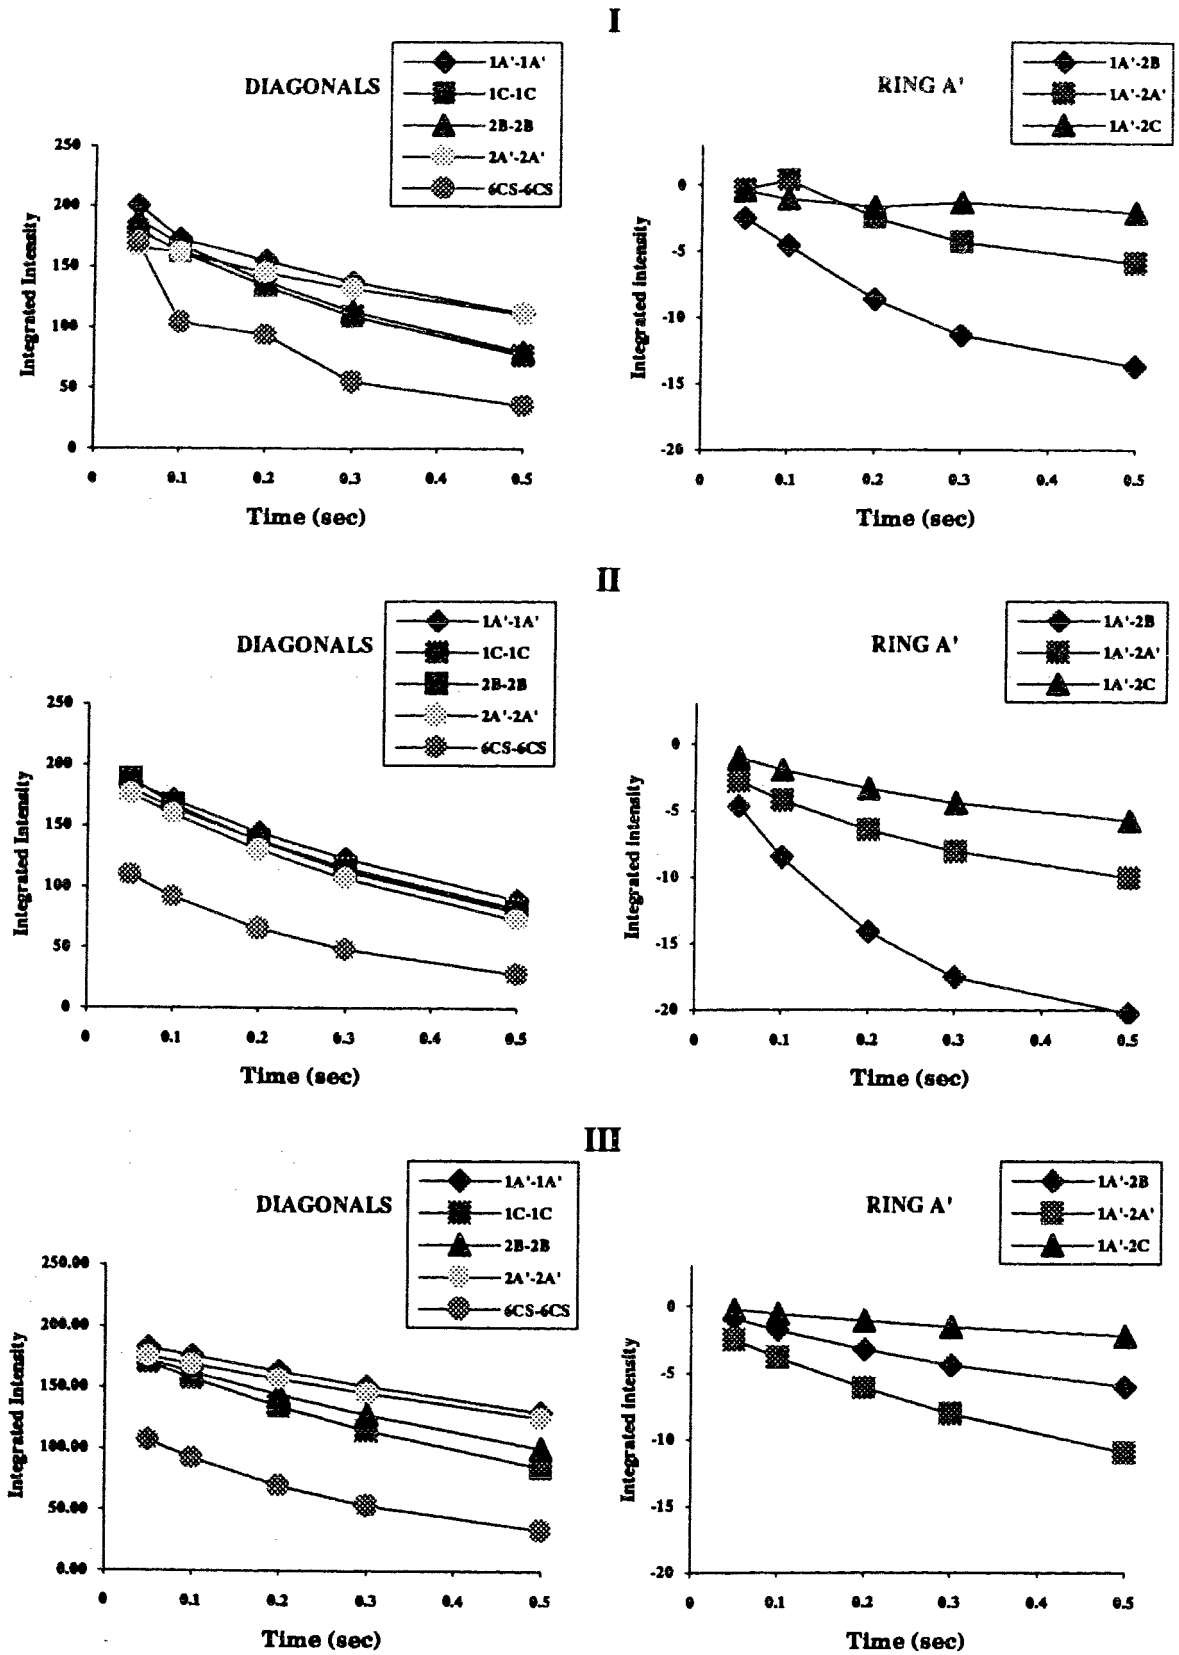 I
DIAGONALS
1A'-1A'
1C-1C
2B-2B
2A'-2A'
6CS-6CS
250
200
150
100
50
0
Integrated Intensity
0 0.1 0.2 0.3 0.4 0.5
Time (sec)
RING A'
1A'-2B
1A'-2A'
1A'-2C
0
-5
-10
-15
-20
Integrated intensity
0 0.1 0.2 0.3 0.4 0.5
Time (sec)
II
DIAGONALS
1A'-1A'
1C-1C
2B-2B
2A'-2A'
6CS-6CS
250
200
150
100
50
0
Integrated Intensity
0 0.1 0.2 0.3 0.4 0.5
Time (sec)
RING A'
1A'-2B
1A'-2A'
1A'-2C
0
-5
-10
-15
-20
Integrated intensity
0 0.1 0.2 0.3 0.4 0.5
Time (sec)
III
DIAGONALS
1A'-1A'
1C-1C
2B-2B
2A'-2A'
6CS-6CS
250.00
200.00
150.00
100.00
50.00
0.00
Integrated Intensity
0 0.1 0.2 0.3 0.4 0.5
Time (sec)
RING A'
1A'-2B
1A'-2A'
1A'-2C
0
-5
-10
-15
-20
Integrated intensity
0 0.1 0.2 0.3 0.4 0.5
Time (sec)